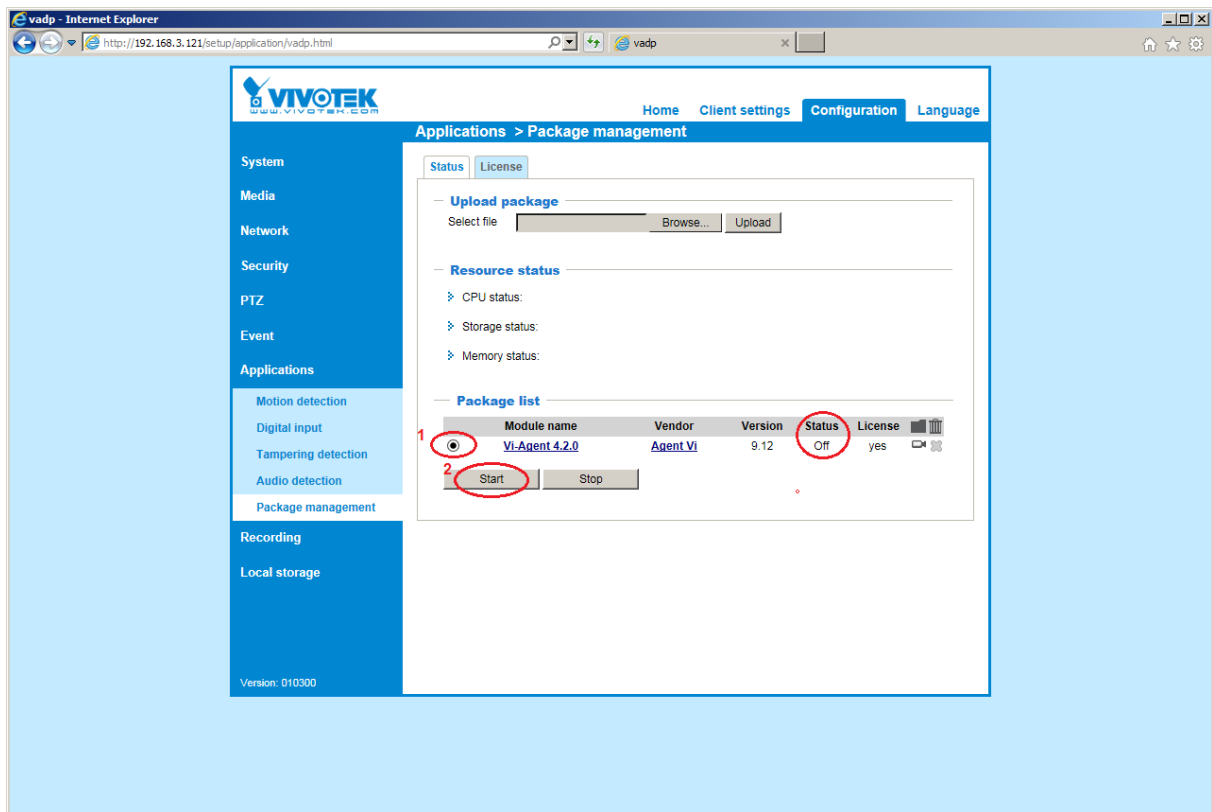 vadp - Internet Explorer
http://192.168.3.121/setup/application/vadp.html
vadp
VIVOTEK
www.vivotek.com
Home Client settings Configuration Language
Applications > Package management
System
Media
Network
Security
PTZ
Event
Applications
Motion detection
Digital input
Tampering detection
Audio detection
Package management
Recording
Local storage
Version: 010300
Status License
Upload package
Select file Browse... Upload
Resource status
CPU status:
Storage status:
Memory status:
Package list
Module name Vendor Version Status License
1 Vi-Agent 4.2.0 Agent Vi 9.12 Off yes
2 Start Stop